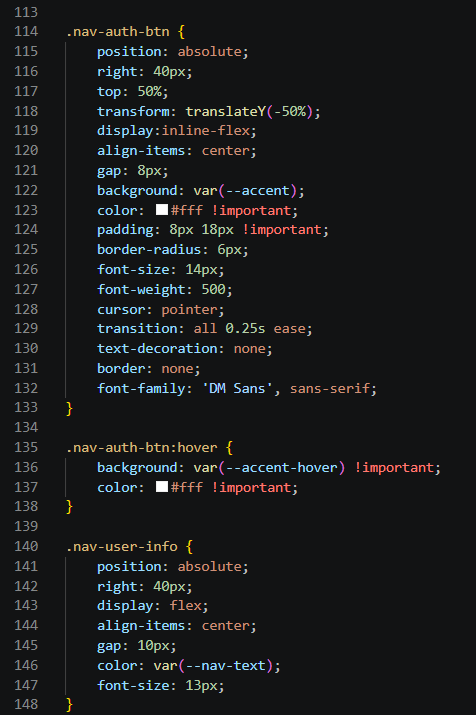 113
114 .nav-auth-btn {
115     position: absolute;
116     right: 40px;
117     top: 50%;
118     transform: translateY(-50%);
119     display:inline-flex;
120     align-items: center;
121     gap: 8px;
122     background: var(--accent);
123     color: #fff !important;
124     padding: 8px 18px !important;
125     border-radius: 6px;
126     font-size: 14px;
127     font-weight: 500;
128     cursor: pointer;
129     transition: all 0.25s ease;
130     text-decoration: none;
131     border: none;
132     font-family: 'DM Sans', sans-serif;
133 }
134
135 .nav-auth-btn:hover {
136     background: var(--accent-hover) !important;
137     color: #fff !important;
138 }
139
140 .nav-user-info {
141     position: absolute;
142     right: 40px;
143     display: flex;
144     align-items: center;
145     gap: 10px;
146     color: var(--nav-text);
147     font-size: 13px;
148 }